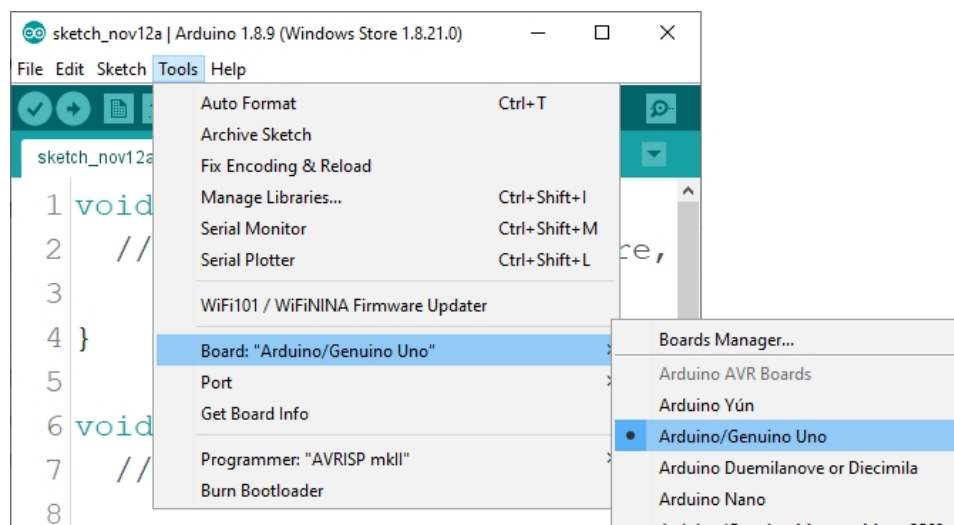 sketch_nov12a | Arduino 1.8.9 (Windows Store 1.8.21.0)
File Edit Sketch Tools Help
sketch_nov12a
Auto Format Ctrl+T
Archive Sketch
Fix Encoding & Reload
Manage Libraries... Ctrl+Shift+I
Serial Monitor Ctrl+Shift+M
Serial Plotter Ctrl+Shift+L
WiFi101 / WiFiNINA Firmware Updater
Board: "Arduino/Genuino Uno"
Port
Get Board Info
Programmer: "AVRISP mkII"
Burn Bootloader
Boards Manager...
Arduino AVR Boards
Arduino Yún
Arduino/Genuino Uno
Arduino Duemilanove or Diecimila
Arduino Nano
1 void
2 // re,
3
4 }
5
6 void
7 //
8